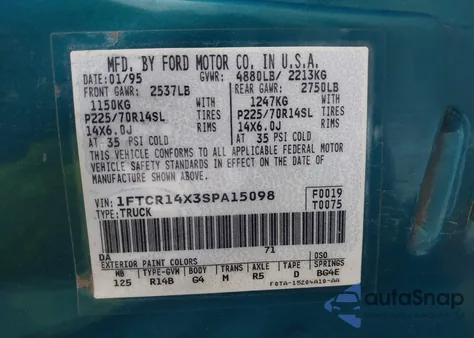 MFD. BY FORD MOTOR CO. IN U.S.A.
DATE: 01/95 GVWR: 4880LB/ 2213KG
FRONT GAWR: 2537LB REAR GAWR: 2750LB
1150KG WITH 1247KG WITH
P225/70R14SL TIRES P225/70R14SL TIRES
14X6.0J RIMS 14X6.0J RIMS
AT 35 PSI COLD AT 35 PSI COLD
THIS VEHICLE CONFORMS TO ALL APPLICABLE FEDERAL MOTOR
VEHICLE SAFETY STANDARDS IN EFFECT ON THE DATE OF
MANUFACTURE SHOWN ABOVE.
VIN: 1FTCR14X3SPA15098 F0019
TYPE: TRUCK T0075
DA 71
EXTERIOR PAINT COLORS DSO
WB TYPE-GVW BODY TRANS AXLE TAPE SPRINGS
125 R14B G4 M R5 D BG4E
F0TA-15204A10-AA
autoSnap